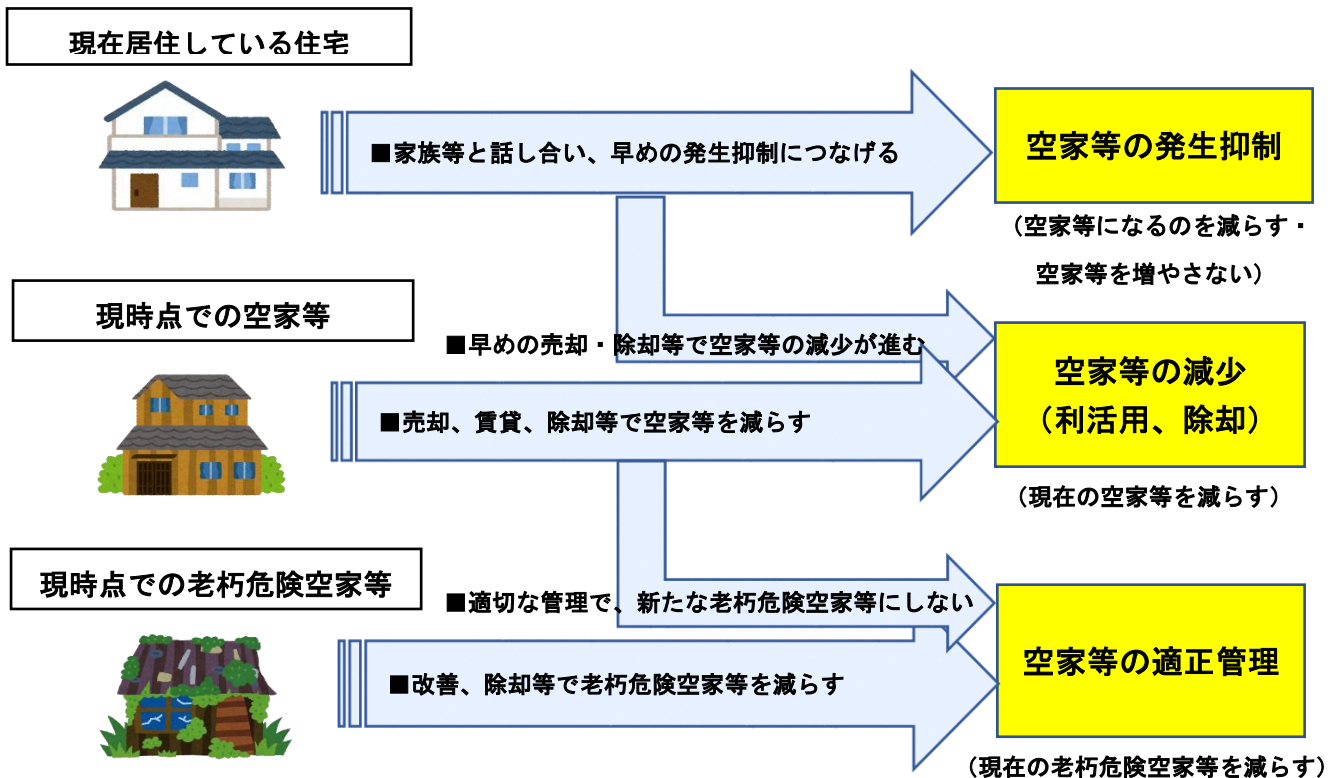 現在居住している住宅
■家族等と話し合い、早めの発生抑制につなげる
空家等の発生抑制
（空家等になるのを減らす・
空家等を増やさない）
現時点での空家等
■早めの売却・除却等で空家等の減少が進む
■売却、賃貸、除却等で空家等を減らす
空家等の減少
（利活用、除却）
（現在の空家等を減らす）
現時点での老朽危険空家等
■適切な管理で、新たな老朽危険空家等にしない
■改善、除却等で老朽危険空家等を減らす
空家等の適正管理
（現在の老朽危険空家等を減らす）